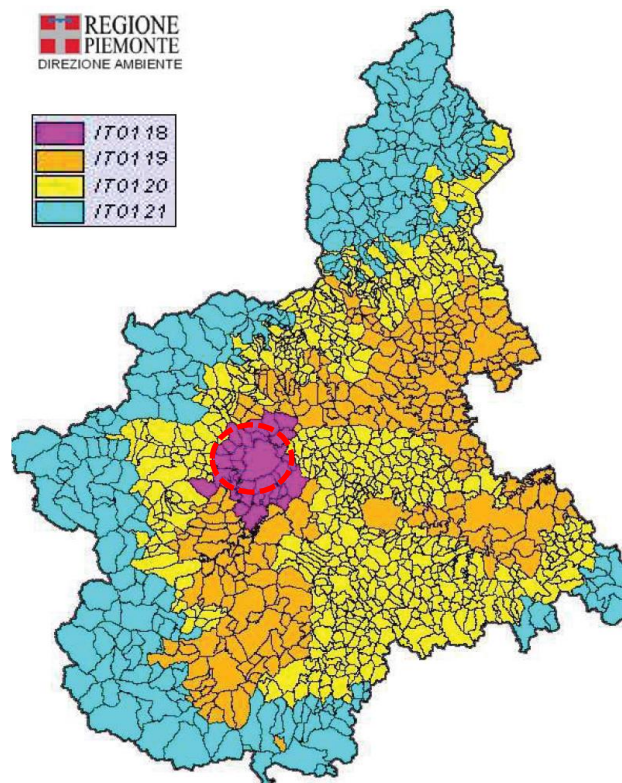 REGIONE
PIEMONTE
DIREZIONE AMBIENTE
IT0118
IT0119
IT0120
IT0121